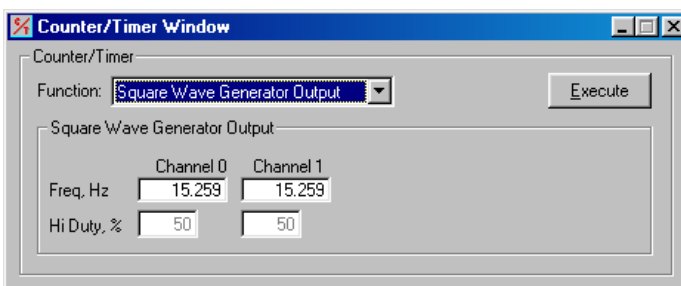 Counter/Timer Window
Counter/Timer
Function: Square Wave Generator Output
Execute
Square Wave Generator Output
Channel 0 Channel 1
Freq, Hz 15.259 15.259
Hi Duty, % 50 50